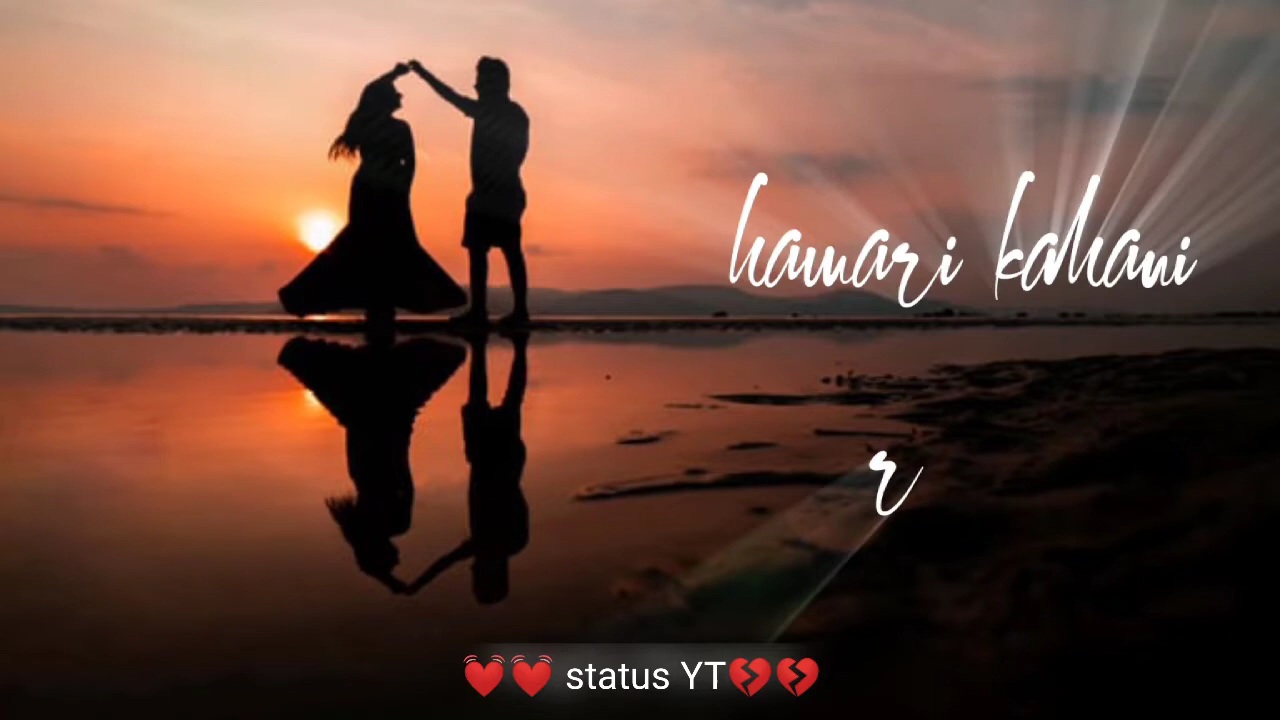 hamari kahani
r
💓💓 status YT💔💔